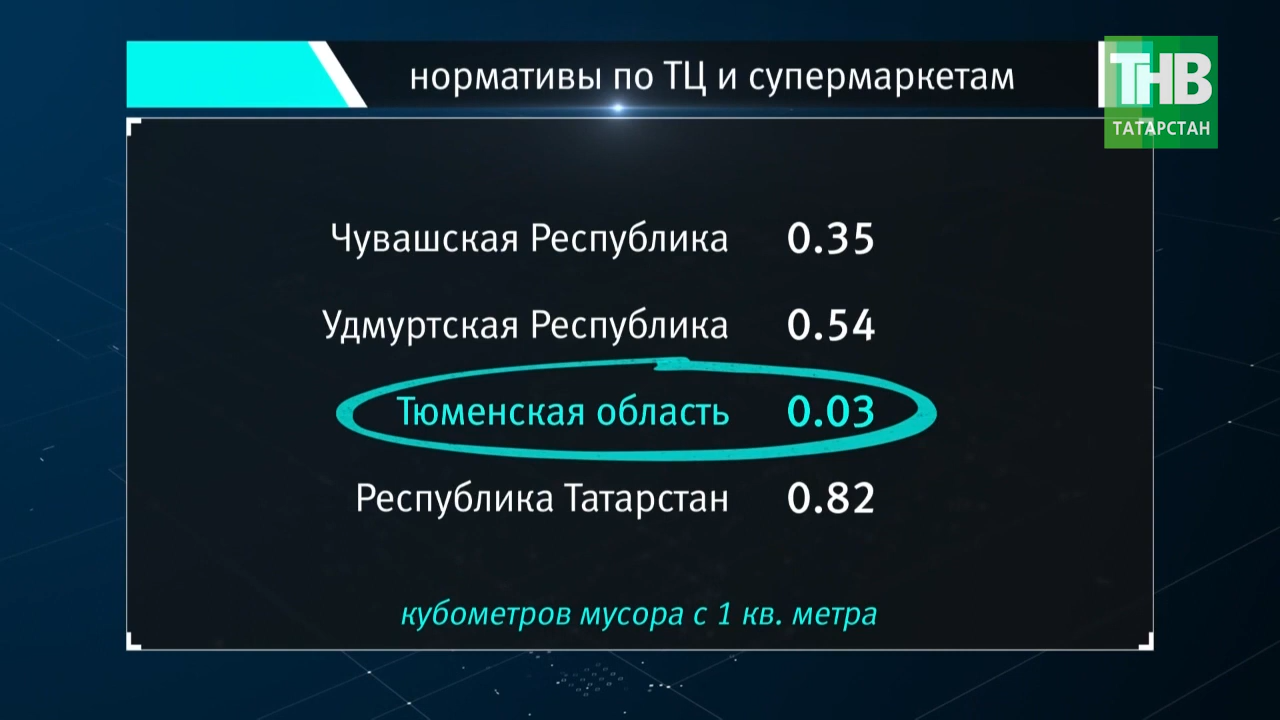 нормативы по ТЦ и супермаркетам
ТНВ
ТАТАРСТАН
Чувашская Республика 0.35
Удмуртская Республика 0.54
Тюменская область 0.03
Республика Татарстан 0.82
кубометров мусора с 1 кв. метра